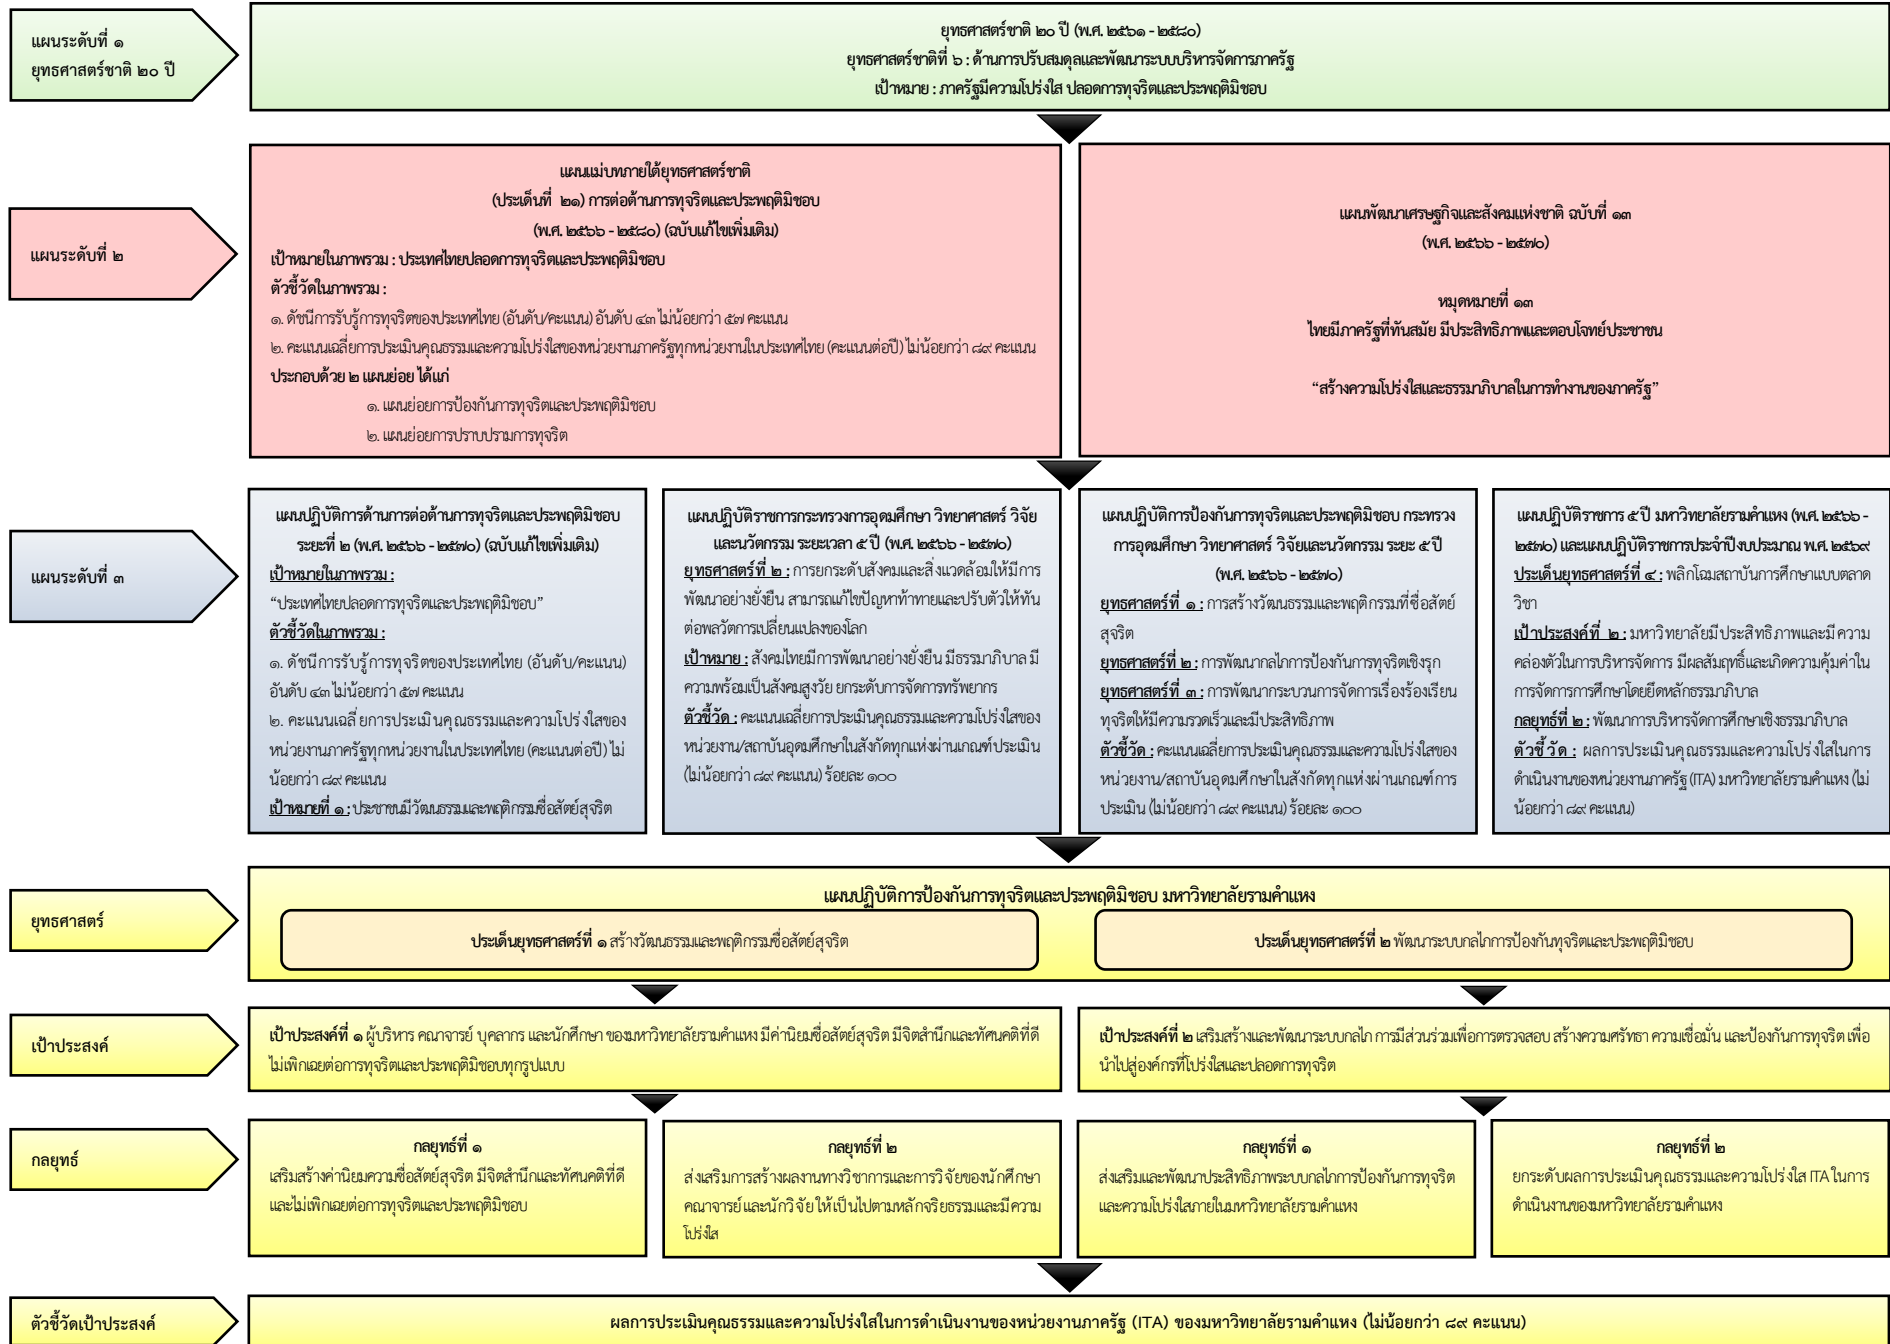 แผนระดับที่ ๑
ยุทธศาสตร์ชาติ ๒๐ ปี
ยุทธศาสตร์ชาติ ๒๐ ปี (พ.ศ. ๒๕๖๑ - ๒๕๘๐)
ยุทธศาสตร์ชาติที่ ๖ : ด้านการปรับสมดุลและพัฒนาระบบบริหารจัดการภาครัฐ
เป้าหมาย : ภาครัฐมีความโปร่งใส ปลอดการทุจริตและประพฤติมิชอบ
แผนระดับที่ ๒
แผนแม่บทภายใต้ยุทธศาสตร์ชาติ
(ประเด็นที่ ๒๑) การต่อต้านการทุจริตและประพฤติมิชอบ
(พ.ศ. ๒๕๖๖ - ๒๕๘๐) (ฉบับแก้ไขเพิ่มเติม)
เป้าหมายในภาพรวม : ประเทศไทยปลอดการทุจริตและประพฤติมิชอบ
ตัวชี้วัดในภาพรวม :
๑. ดัชนีการรับรู้การทุจริตของประเทศไทย (อันดับ/คะแนน) อันดับ ๔๓ ไม่น้อยกว่า ๕๗ คะแนน
๒. คะแนนเฉลี่ยการประเมินคุณธรรมและความโปร่งใสของหน่วยงานภาครัฐทุกหน่วยงานในประเทศไทย (คะแนนต่อปี) ไม่น้อยกว่า ๘๙ คะแนน
ประกอบด้วย ๒ แผนย่อย ได้แก่
๑. แผนย่อยการป้องกันการทุจริตและประพฤติมิชอบ
๒. แผนย่อยการปราบปรามการทุจริต
แผนพัฒนาเศรษฐกิจและสังคมแห่งชาติ ฉบับที่ ๑๓
(พ.ศ. ๒๕๖๖ - ๒๕๗๐)
หมุดหมายที่ ๑๓
ไทยมีภาครัฐที่ทันสมัย มีประสิทธิภาพและตอบโจทย์ประชาชน
“สร้างความโปร่งใสและธรรมาภิบาลในการทำงานของภาครัฐ”
แผนระดับที่ ๓
แผนปฏิบัติการด้านการต่อต้านการทุจริตและประพฤติมิชอบ
ระยะที่ ๒ (พ.ศ. ๒๕๖๖ - ๒๕๗๐) (ฉบับแก้ไขเพิ่มเติม)
เป้าหมายในภาพรวม :
“ประเทศไทยปลอดการทุจริตและประพฤติมิชอบ”
ตัวชี้วัดในภาพรวม :
๑. ดัชนีการรับรู้การทุจริตของประเทศไทย (อันดับ/คะแนน)
อันดับ ๔๓ ไม่น้อยกว่า ๕๗ คะแนน
๒. คะแนนเฉลี่ยการประเมินคุณธรรมและความโปร่งใสของ
หน่วยงานภาครัฐทุกหน่วยงานในประเทศไทย (คะแนนต่อปี) ไม่
น้อยกว่า ๘๙ คะแนน
เป้าหมายที่ ๑ : ประชาชนมีวัฒนธรรมและพฤติกรรมซื่อสัตย์สุจริต
แผนปฏิบัติราชการกระทรวงการอุดมศึกษา วิทยาศาสตร์ วิจัย
และนวัตกรรม ระยะเวลา ๕ ปี (พ.ศ. ๒๕๖๖ - ๒๕๗๐)
ยุทธศาสตร์ที่ ๒ : การยกระดับสังคมและสิ่งแวดล้อมให้มีการ
พัฒนาอย่างยั่งยืน สามารถแก้ไขปัญหาท้าทายและปรับตัวให้ทัน
ต่อพลวัตการเปลี่ยนแปลงของโลก
เป้าหมาย : สังคมไทยมีการพัฒนาอย่างยั่งยืน มีธรรมาภิบาล มี
ความพร้อมเป็นสังคมสูงวัย ยกระดับการจัดการทรัพยากร
ตัวชี้วัด : คะแนนเฉลี่ยการประเมินคุณธรรมและความโปร่งใสของ
หน่วยงาน/สถาบันอุดมศึกษาในสังกัดทุกแห่งผ่านเกณฑ์ประเมิน
(ไม่น้อยกว่า ๘๙ คะแนน) ร้อยละ ๑๐๐
แผนปฏิบัติการป้องกันการทุจริตและประพฤติมิชอบ กระทรวง
การอุดมศึกษา วิทยาศาสตร์ วิจัยและนวัตกรรม ระยะ ๕ ปี
(พ.ศ. ๒๕๖๖ - ๒๕๗๐)
ยุทธศาสตร์ที่ ๑ : การสร้างวัฒนธรรมและพฤติกรรมที่ซื่อสัตย์
สุจริต
ยุทธศาสตร์ที่ ๒ : การพัฒนากลไกการป้องกันการทุจริตเชิงรุก
ยุทธศาสตร์ที่ ๓ : การพัฒนากระบวนการจัดการเรื่องร้องเรียน
ทุจริตให้มีความรวดเร็วและมีประสิทธิภาพ
ตัวชี้วัด : คะแนนเฉลี่ยการประเมินคุณธรรมและความโปร่งใสของ
หน่วยงาน/สถาบันอุดมศึกษาในสังกัดทุกแห่งผ่านเกณฑ์การ
ประเมิน (ไม่น้อยกว่า ๘๙ คะแนน) ร้อยละ ๑๐๐
แผนปฏิบัติราชการ ๕ ปี มหาวิทยาลัยรามคำแหง (พ.ศ. ๒๕๖๖ -
๒๕๗๐) และแผนปฏิบัติราชการประจำปีงบประมาณ พ.ศ. ๒๕๖๙
ประเด็นยุทธศาสตร์ที่ ๔ : พลิกโฉมสถาบันการศึกษาแบบตลาด
วิชา
เป้าประสงค์ที่ ๒ : มหาวิทยาลัยมีประสิทธิภาพและมีความ
คล่องตัวในการบริหารจัดการ มีผลสัมฤทธิ์และเกิดความคุ้มค่าใน
การจัดการการศึกษาโดยยึดหลักธรรมาภิบาล
กลยุทธ์ที่ ๒ : พัฒนาการบริหารจัดการศึกษาเชิงธรรมาภิบาล
ตัวชี้วัด : ผลการประเมินคุณธรรมและความโปร่งใสในการ
ดำเนินงานของหน่วยงานภาครัฐ (ITA) มหาวิทยาลัยรามคำแหง (ไม่
น้อยกว่า ๘๙ คะแนน)
ยุทธศาสตร์
แผนปฏิบัติการป้องกันการทุจริตและประพฤติมิชอบ มหาวิทยาลัยรามคำแหง
ประเด็นยุทธศาสตร์ที่ ๑ สร้างวัฒนธรรมและพฤติกรรมซื่อสัตย์สุจริต
ประเด็นยุทธศาสตร์ที่ ๒ พัฒนาระบบกลไกการป้องกันทุจริตและประพฤติมิชอบ
เป้าประสงค์
เป้าประสงค์ที่ ๑ ผู้บริหาร คณาจารย์ บุคลากร และนักศึกษา ของมหาวิทยาลัยรามคำแหง มีค่านิยมซื่อสัตย์สุจริต มีจิตสำนึกและทัศนคติที่ดี
ไม่เพิกเฉยต่อการทุจริตและประพฤติมิชอบทุกรูปแบบ
เป้าประสงค์ที่ ๒ เสริมสร้างและพัฒนาระบบกลไก การมีส่วนร่วมเพื่อการตรวจสอบ สร้างความศรัทธา ความเชื่อมั่น และป้องกันการทุจริต เพื่อ
นำไปสู่องค์กรที่โปร่งใสและปลอดการทุจริต
กลยุทธ์
กลยุทธ์ที่ ๑
เสริมสร้างค่านิยมความซื่อสัตย์สุจริต มีจิตสำนึกและทัศนคติที่ดี
และไม่เพิกเฉยต่อการทุจริตและประพฤติมิชอบ
กลยุทธ์ที่ ๒
ส่งเสริมการสร้างผลงานทางวิชาการและการวิจัยของนักศึกษา
คณาจารย์และนักวิจัย ให้เป็นไปตามหลักจริยธรรมและมีความ
โปร่งใส
กลยุทธ์ที่ ๑
ส่งเสริมและพัฒนาประสิทธิภาพระบบกลไกการป้องกันการทุจริต
และความโปร่งใสภายในมหาวิทยาลัยรามคำแหง
กลยุทธ์ที่ ๒
ยกระดับผลการประเมินคุณธรรมและความโปร่งใส ITA ในการ
ดำเนินงานของมหาวิทยาลัยรามคำแหง
ตัวชี้วัดเป้าประสงค์
ผลการประเมินคุณธรรมและความโปร่งใสในการดำเนินงานของหน่วยงานภาครัฐ (ITA) ของมหาวิทยาลัยรามคำแหง (ไม่น้อยกว่า ๘๙ คะแนน)